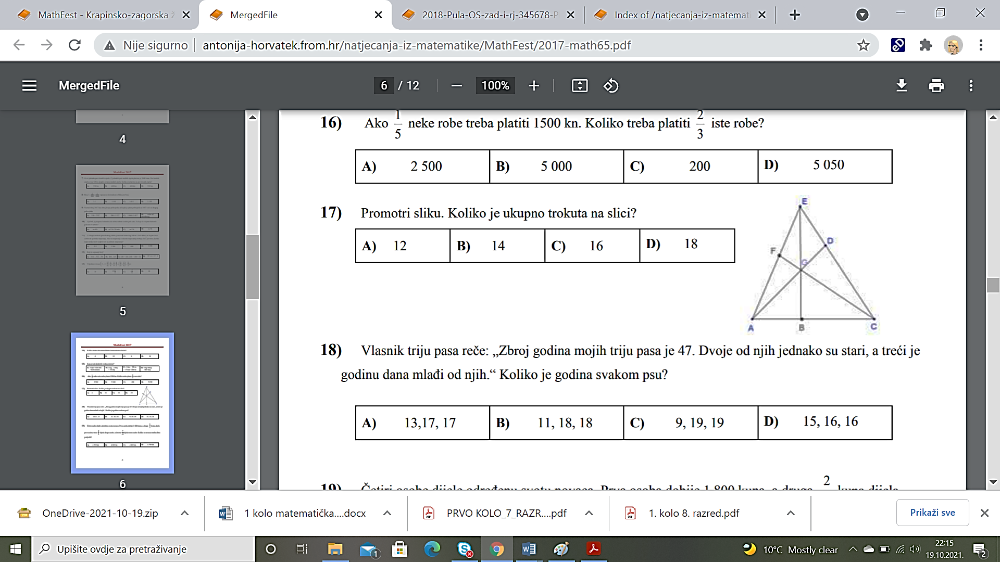 MathFest - Krapinsko-zagorska ž
MergedFile
2018-Pula-OS-zad-i-rj-345678-P
Index of /natjecanja-iz-matemati
Nije sigurno
antonija-horvatek.from.hr/natjecanja-iz-matematike/MathFest/2017-math65.pdf
MergedFile
6 / 12
100%
4
5
6
MathFest 2017
16) Ako 1/5 neke robe treba platiti 1500 kn. Koliko treba platiti 2/3 iste robe?
A) 2 500 B) 5 000 C) 200 D) 5 050
17) Promotri sliku. Koliko je ukupno trokuta na slici?
A) 12 B) 14 C) 16 D) 18
E
D
F
G
A B C
18) Vlasnik triju pasa reče: „Zbroj godina mojih triju pasa je 47. Dvoje od njih jednako su stari, a treći je
godinu dana mlađi od njih.“ Koliko je godina svakom psu?
A) 13,17, 17 B) 11, 18, 18 C) 9, 19, 19 D) 15, 16, 16
19) Četiri osobe dijele određenu svotu novaca. Prva osoba dobije 1 800 kuna, a druga 2 kuna dijela
OneDrive-2021-10-19.zip
1 kolo matematička....docx
PRVO KOLO_7_RAZR....pdf
1. kolo 8. razred.pdf
Prikaži sve
Upišite ovdje za pretraživanje
1
10°C Mostly clear
22:15
19.10.2021.
2